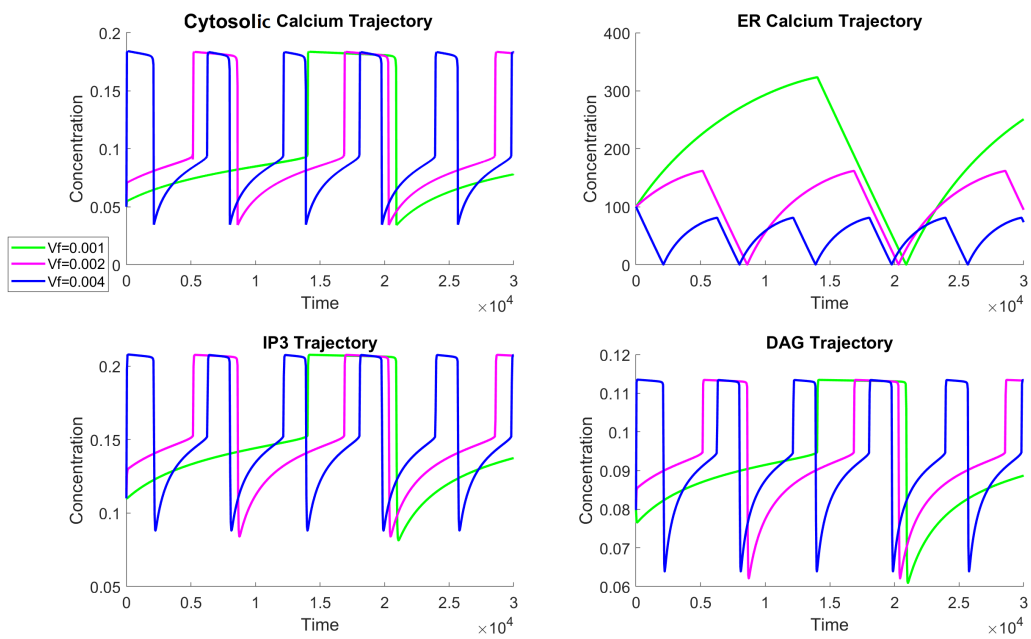 Cytosolic Calcium Trajectory
0.2
0.15
0.1
0.05
0
Concentration
0 0.5 1 1.5 2 2.5 3
Time
×10^4
Vf=0.001
Vf=0.002
Vf=0.004
ER Calcium Trajectory
400
300
200
100
0
Concentration
0 0.5 1 1.5 2 2.5 3
Time
×10^4
IP3 Trajectory
0.2
0.15
0.1
0.05
Concentration
0 0.5 1 1.5 2 2.5 3
Time
×10^4
DAG Trajectory
0.12
0.11
0.1
0.09
0.08
0.07
0.06
Concentration
0 0.5 1 1.5 2 2.5 3
Time
×10^4